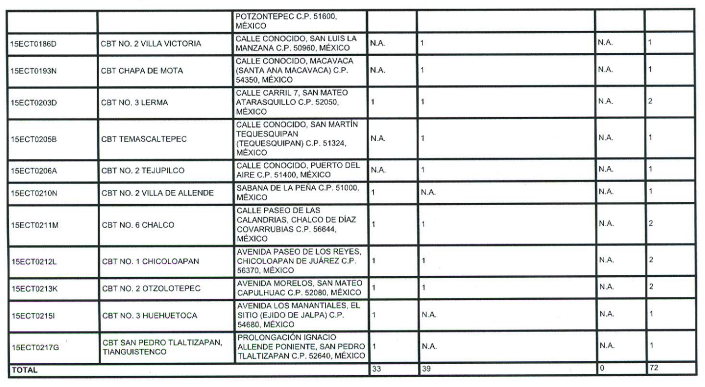 POTZONTEPEC C.P. 51600,
MÉXICO
15ECT0186D
CBT NO. 2 VILLA VICTORIA
CALLE CONOCIDO, SAN LUIS LA
MANZANA C.P. 50960, MÉXICO
N.A.
1
N.A.
1
15ECT0193N
CBT CHAPA DE MOTA
CALLE CONOCIDO, MACAVACA
(SANTA ANA MACAVACA) C.P.
54350, MÉXICO
N.A.
1
N.A.
1
15ECT0203D
CBT NO. 3 LERMA
CALLE CARRIL 7, SAN MATEO
ATARASQUILLO C.P. 52050,
MÉXICO
1
1
N.A.
2
15ECT0205B
CBT TEMASCALTEPEC
CALLE CONOCIDO, SAN MARTÍN
TEQUESQUIPAN
(TEQUESQUIPAN) C.P. 51324,
MÉXICO
N.A.
1
N.A.
1
15ECT0206A
CBT NO. 2 TEJUPILCO
CALLE CONOCIDO, PUERTO DEL
AIRE C.P. 51400, MÉXICO
N.A.
1
N.A.
1
15ECT0210N
CBT NO. 2 VILLA DE ALLENDE
SABANA DE LA PEÑA C.P. 51000,
MÉXICO
1
N.A.
N.A.
1
15ECT0211M
CBT NO. 6 CHALCO
CALLE PASEO DE LAS
CALANDRIAS, CHALCO DE DÍAZ
COVARRUBIAS C.P. 56644,
MÉXICO
1
1
N.A.
2
15ECT0212L
CBT NO. 1 CHICOLOAPAN
AVENIDA PASEO DE LOS REYES,
CHICOLOAPAN DE JUÁREZ C.P.
56370, MÉXICO
1
1
N.A.
2
15ECT0213K
CBT NO. 2 OTZOLOTEPEC
AVENIDA MORELOS, SAN MATEO
CAPULHUAC C.P. 52080, MÉXICO
1
1
N.A.
2
15ECT0215I
CBT NO. 3 HUEHUETOCA
AVENIDA LOS MANANTIALES, EL
SITIO (EJIDO DE JALPA) C.P.
54680, MÉXICO
1
N.A.
N.A.
1
15ECT0217G
CBT SAN PEDRO TLALTIZAPAN,
TIANGUISTENCO
PROLONGACIÓN IGNACIO
ALLENDE PONIENTE, SAN PEDRO
TLALTIZAPAN C.P. 52640, MÉXICO
1
N.A.
N.A.
1
TOTAL
33
39
0
72